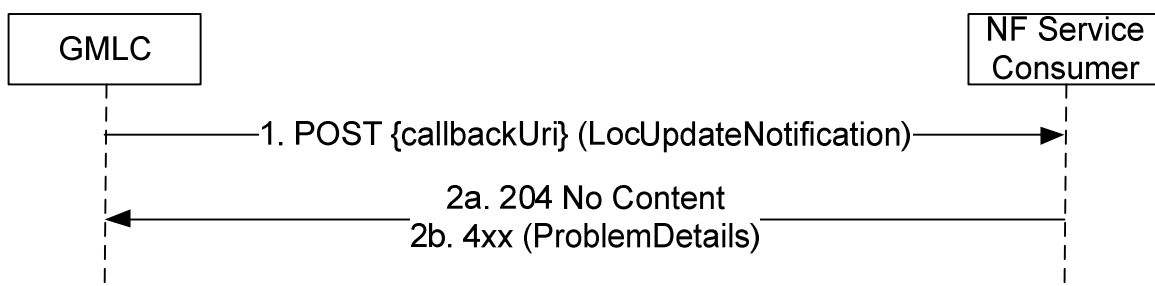 GMLC
NF Service
Consumer
1. POST {callbackUri} (LocUpdateNotification)
2a. 204 No Content
2b. 4xx (ProblemDetails)